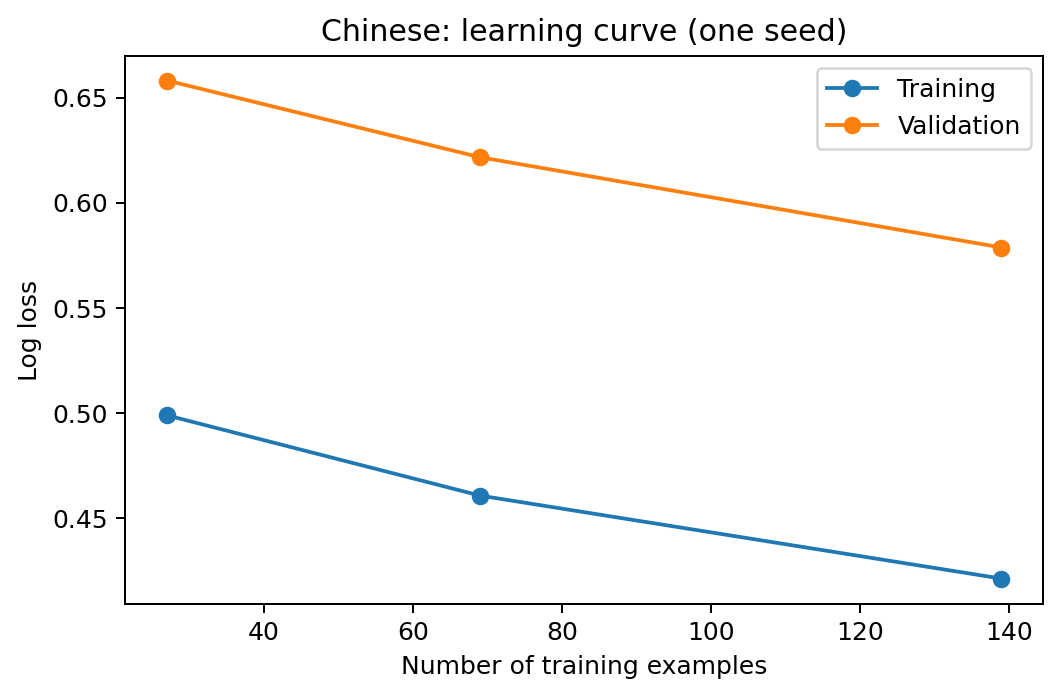 Chinese: learning curve (one seed)
Training
Validation
Log loss
0.65
0.60
0.55
0.50
0.45
40 60 80 100 120 140
Number of training examples